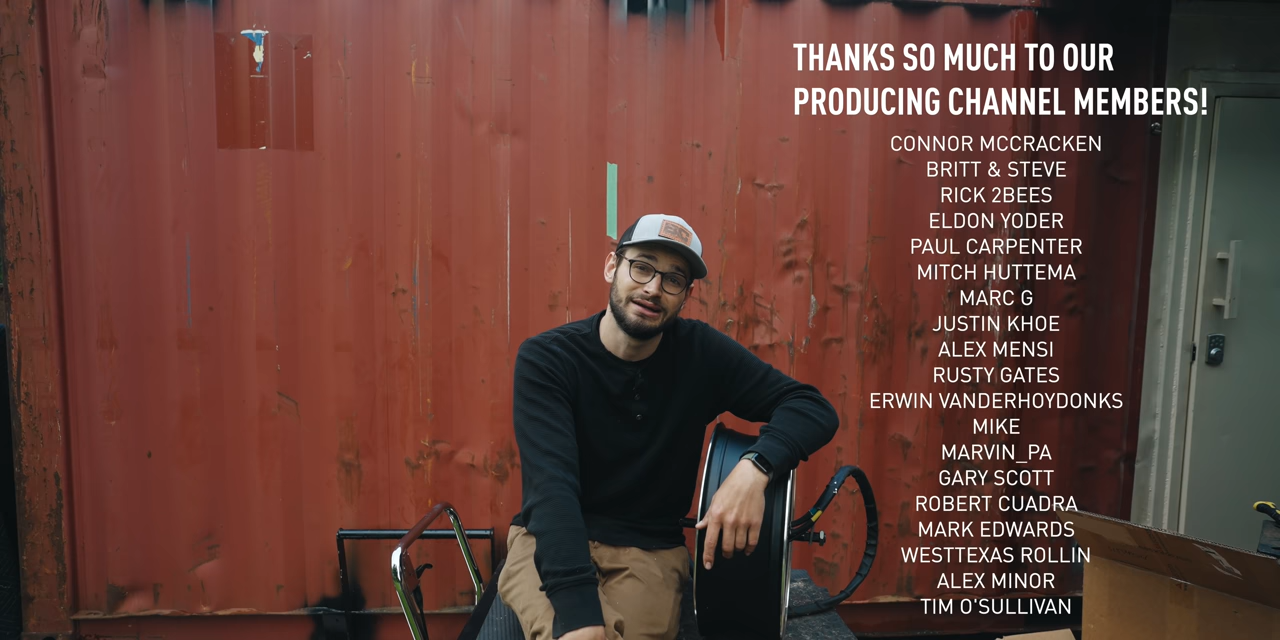 THANKS SO MUCH TO OUR
PRODUCING CHANNEL MEMBERS!
CONNOR MCCRACKEN
BRITT & STEVE
RICK 2BEES
ELDON YODER
PAUL CARPENTER
MITCH HUTTEMA
MARC G
JUSTIN KHOE
ALEX MENSI
RUSTY GATES
ERWIN VANDERHOYDONKS
MIKE
MARVIN_PA
GARY SCOTT
ROBERT CUADRA
MARK EDWARDS
WESTTEXAS ROLLIN
ALEX MINOR
TIM O'SULLIVAN